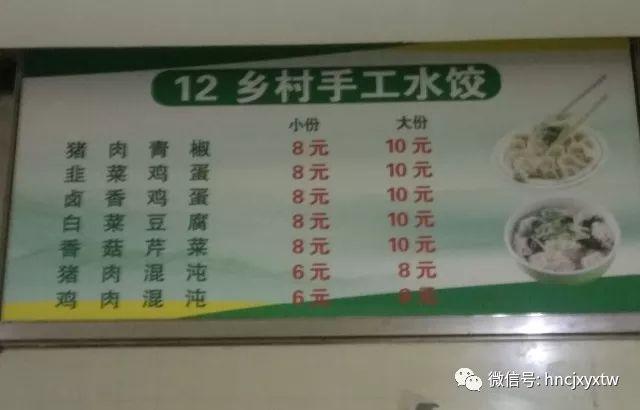 12 乡村手工水饺
小份 大份
猪肉青椒 8元 10元
韭菜鸡蛋 8元 10元
卤香鸡蛋 8元 10元
白菜豆腐 8元 10元
香菇芹菜 8元 10元
猪肉混沌 6元 8元
鸡肉混沌 6元 8元
微信号: hncjxyxtw